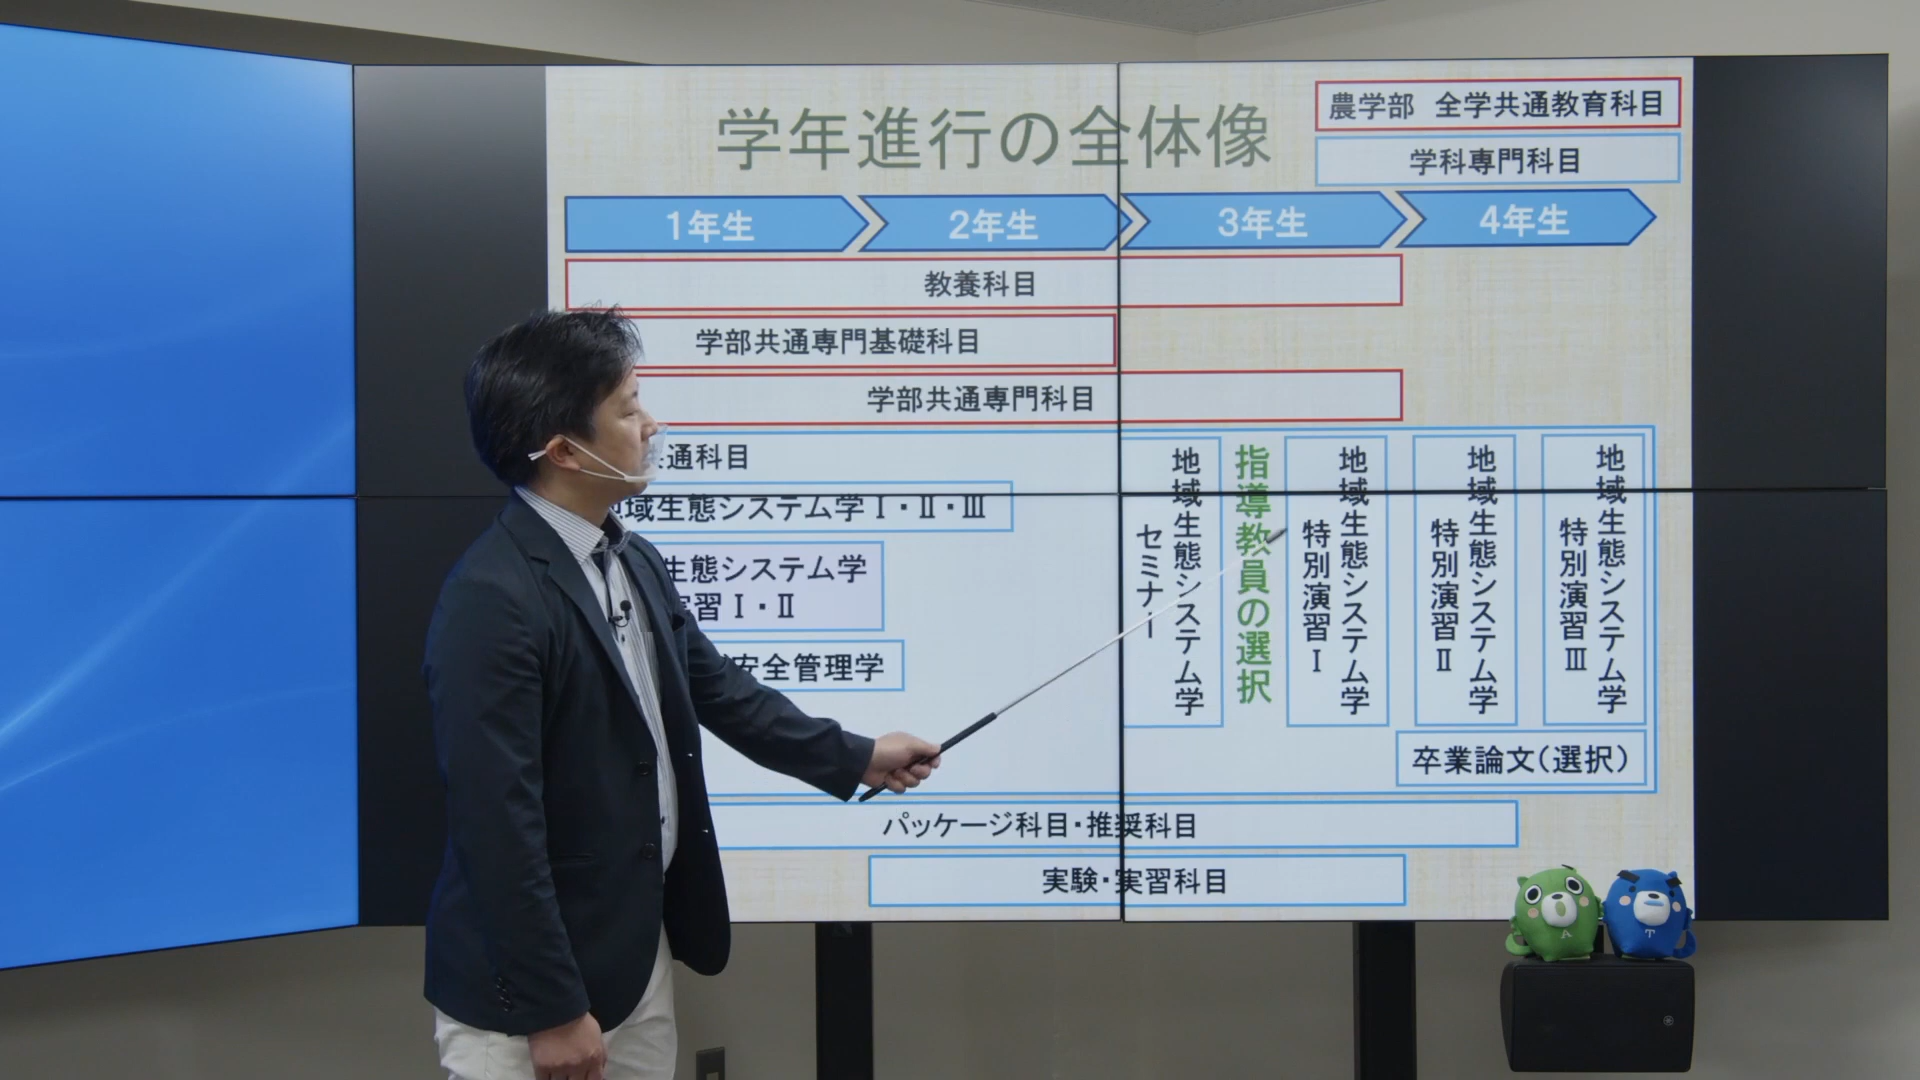 学年進行の全体像
農学部 全学共通教育科目
学科専門科目
1年生
2年生
3年生
4年生
教養科目
学部共通専門基礎科目
学部共通専門科目
通科目
域生態システム学Ⅰ・Ⅱ・Ⅲ
生態システム学
習Ⅰ・Ⅱ
安全管理学
地域生態システム学
セミナー
指導教員の選択
地域生態システム学
特別演習Ⅰ
地域生態システム学
特別演習Ⅱ
地域生態システム学
特別演習Ⅲ
卒業論文(選択)
パッケージ科目・推奨科目
実験・実習科目
A
T